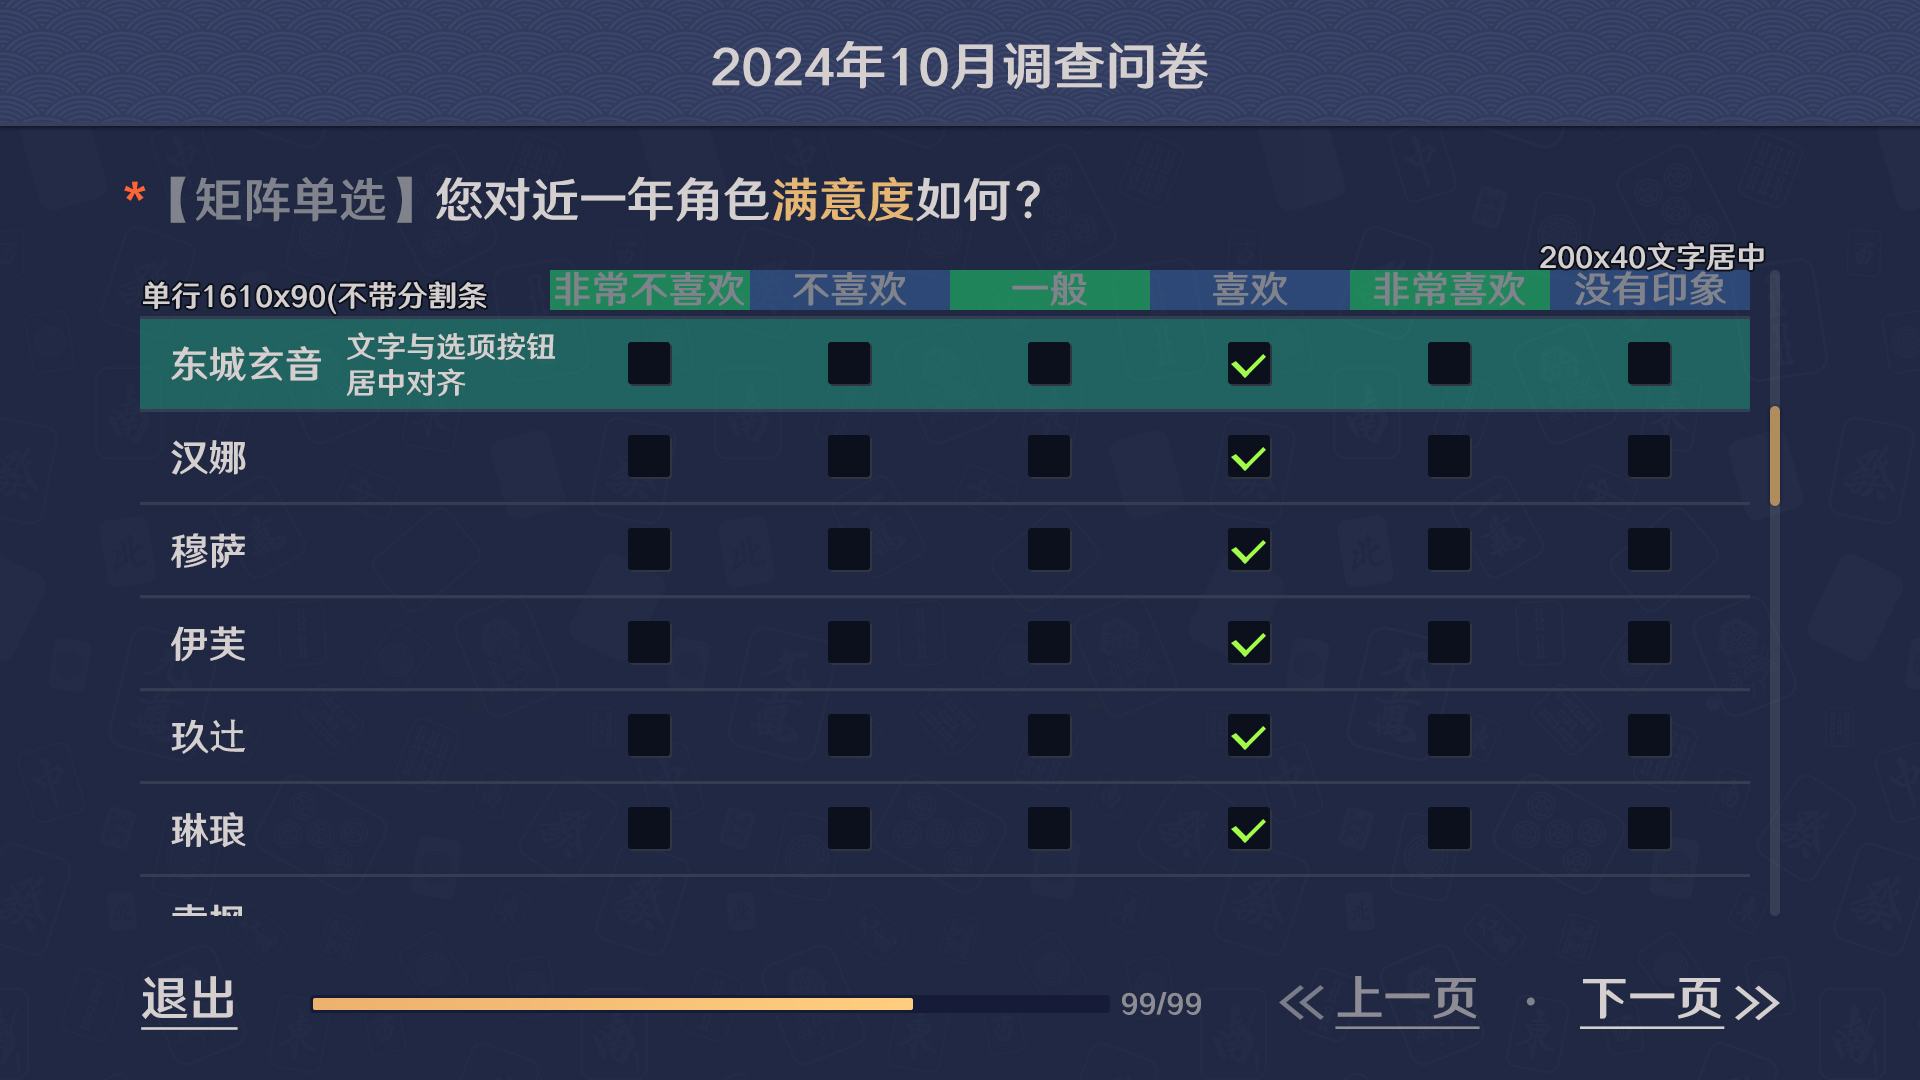 2024年10月调查问卷
*【矩阵单选】您对近一年角色满意度如何?
200x40文字居中
单行1610x90(不带分割条
非常不喜欢 不喜欢 一般 喜欢 非常喜欢 没有印象
东城玄音 文字与选项按钮
居中对齐
汉娜
穆萨
伊芙
玖辻
琳琅
退出 99/99 上一页 · 下一页